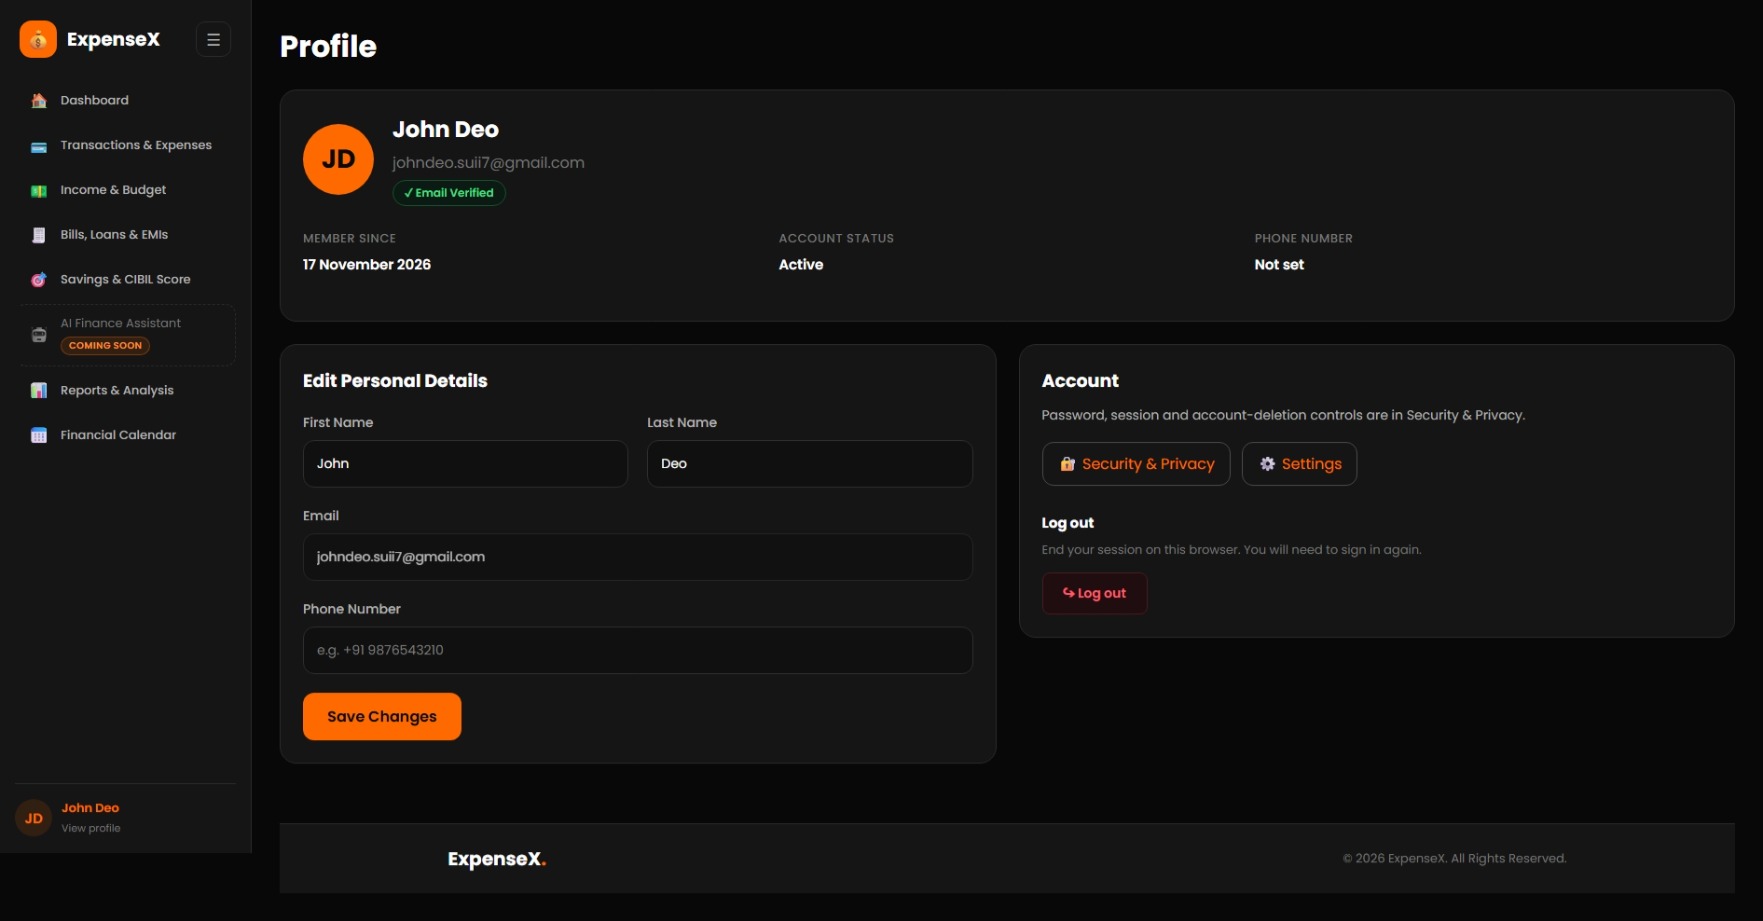 ExpenseX
Dashboard
Transactions & Expenses
Income & Budget
Bills, Loans & EMIs
Savings & CIBIL Score
AI Finance Assistant
COMING SOON
Reports & Analysis
Financial Calendar
JD
John Deo
View profile
Profile
JD
John Deo
johndeo.suii7@gmail.com
✓ Email Verified
MEMBER SINCE
17 November 2026
ACCOUNT STATUS
Active
PHONE NUMBER
Not set
Edit Personal Details
First Name
John
Last Name
Deo
Email
johndeo.suii7@gmail.com
Phone Number
e.g. +91 9876543210
Save Changes
Account
Password, session and account-deletion controls are in Security & Privacy.
Security & Privacy
Settings
Log out
End your session on this browser. You will need to sign in again.
Log out
ExpenseX.
© 2026 ExpenseX. All Rights Reserved.